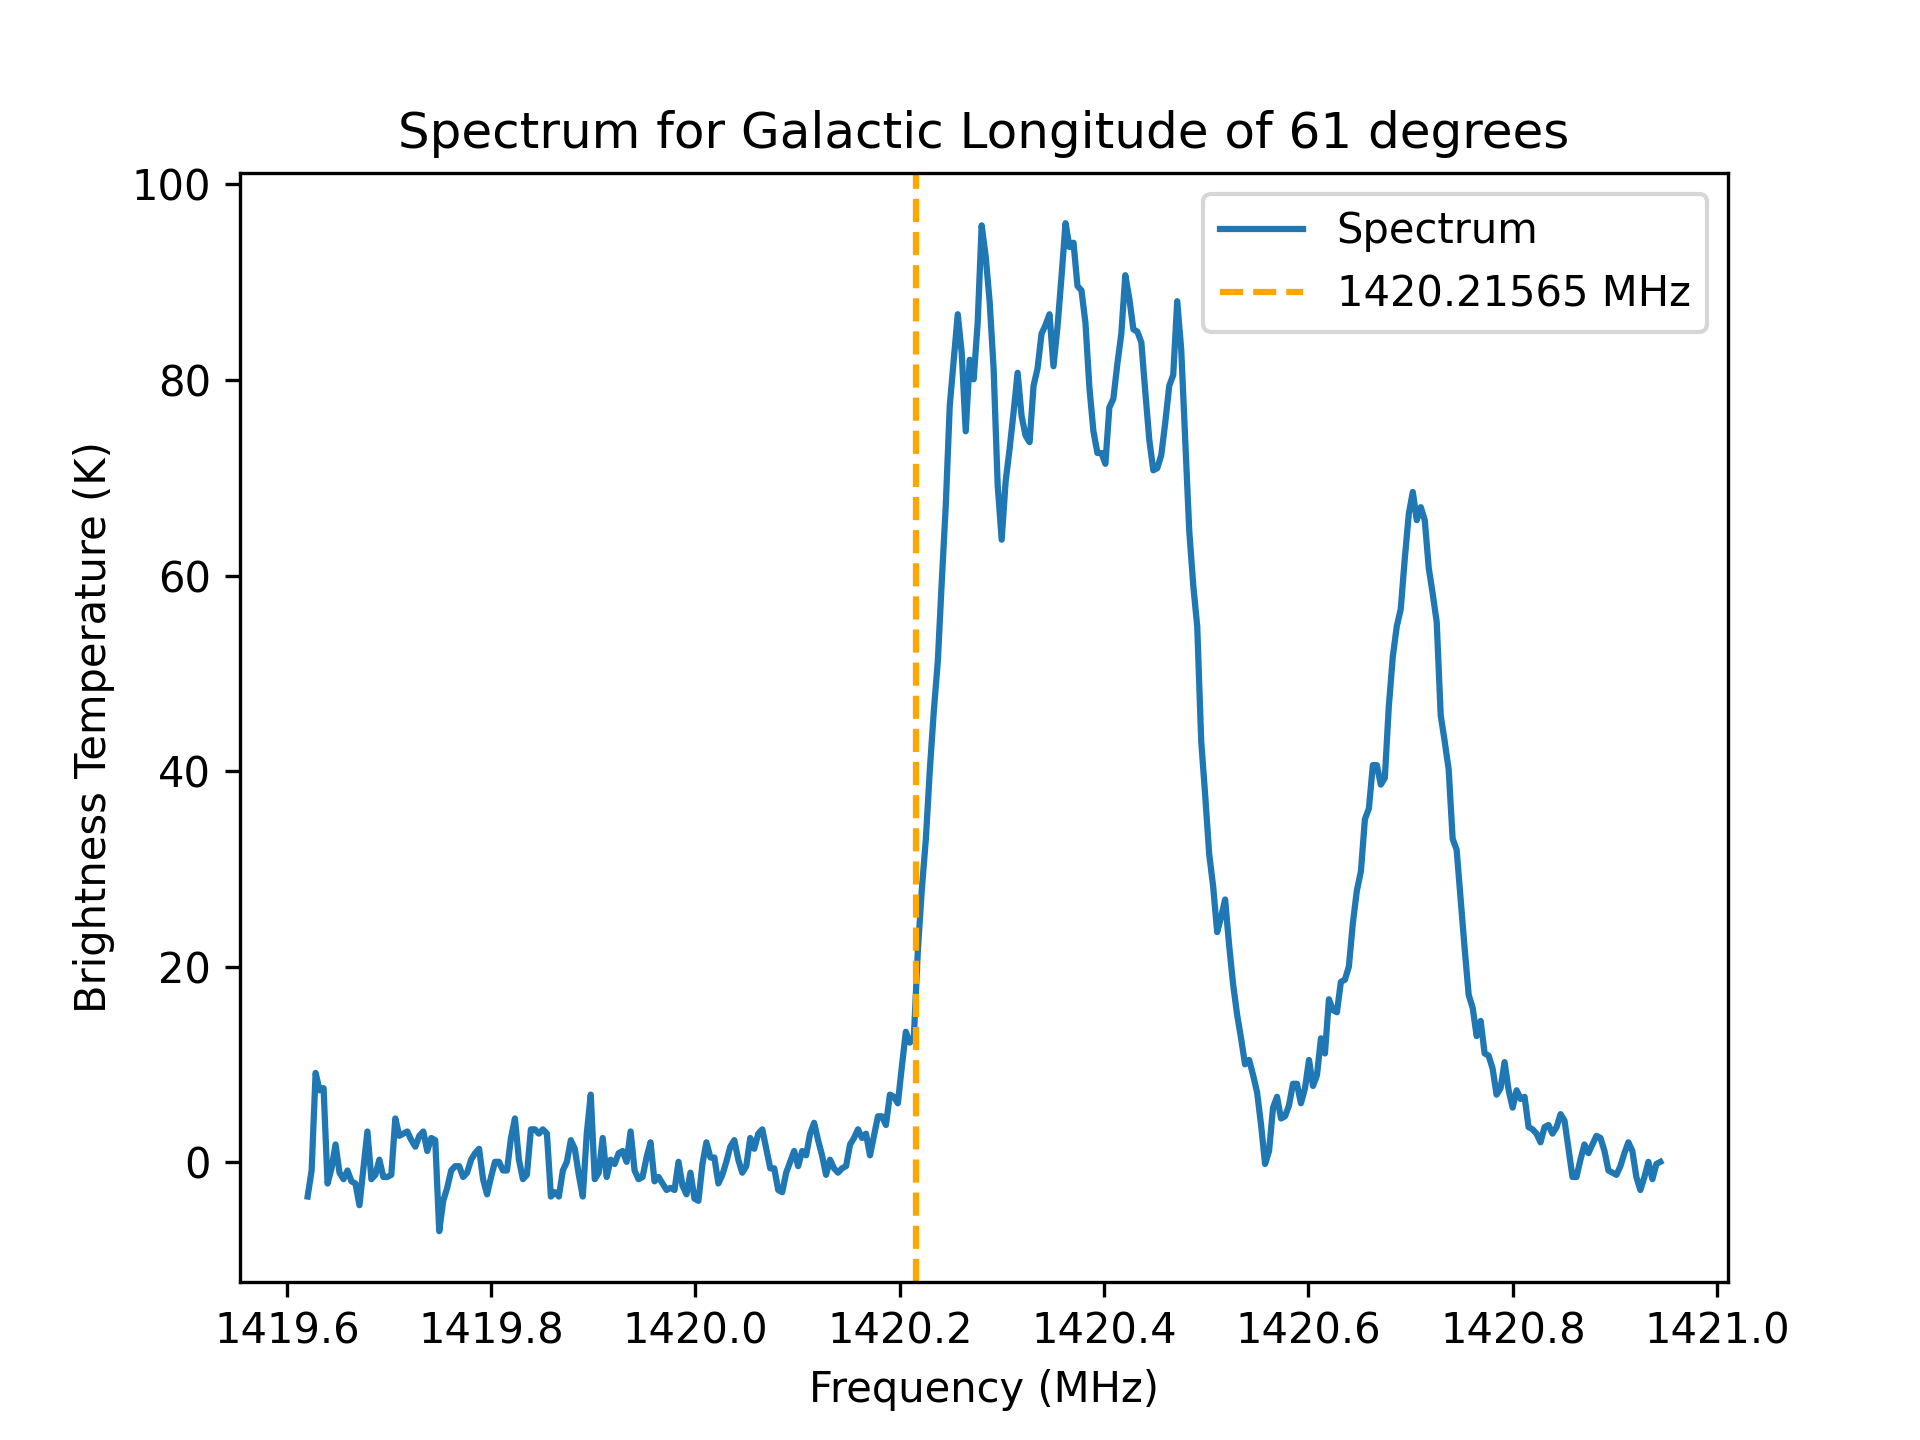 Spectrum for Galactic Longitude of 61 degrees
100
80
60
40
20
0
Brightness Temperature (K)
Spectrum
1420.21565 MHz
1419.6 1419.8 1420.0 1420.2 1420.4 1420.6 1420.8 1421.0
Frequency (MHz)